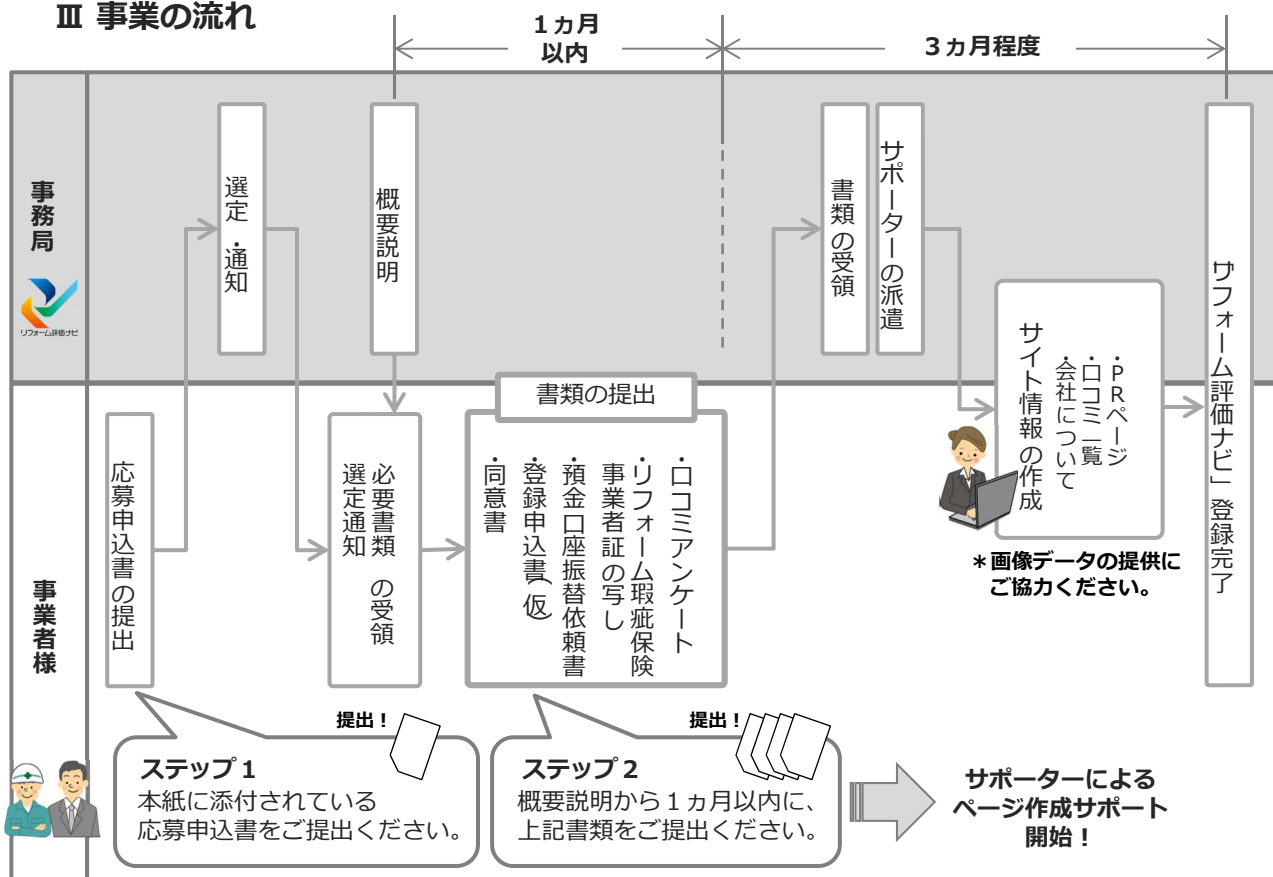 Ⅲ 事業の流れ
１ヵ月
以内
３ヵ月程度
事務局
リフォーム評価ナビ
選定・通知
概要説明
書類の受領
サポーターの派遣
事業者様
応募申込書の提出
必要書類 の受領
選定通知
書類の提出
・口コミアンケート
・リフォーム瑕疵保険
事業者証の写し
・預金口座振替依頼書
・登録申込書（仮）
・同意書
・ＰＲページ
・口コミ一覧
・会社について
サイト情報の作成
＊画像データの提供に
ご協力ください。
フォーム評価ナビ」登録完了
提出！
ステップ１
本紙に添付されている
応募申込書をご提出ください。
提出！
ステップ２
概要説明から１ヵ月以内に、
上記書類をご提出ください。
サポーターによる
ページ作成サポート
開始！